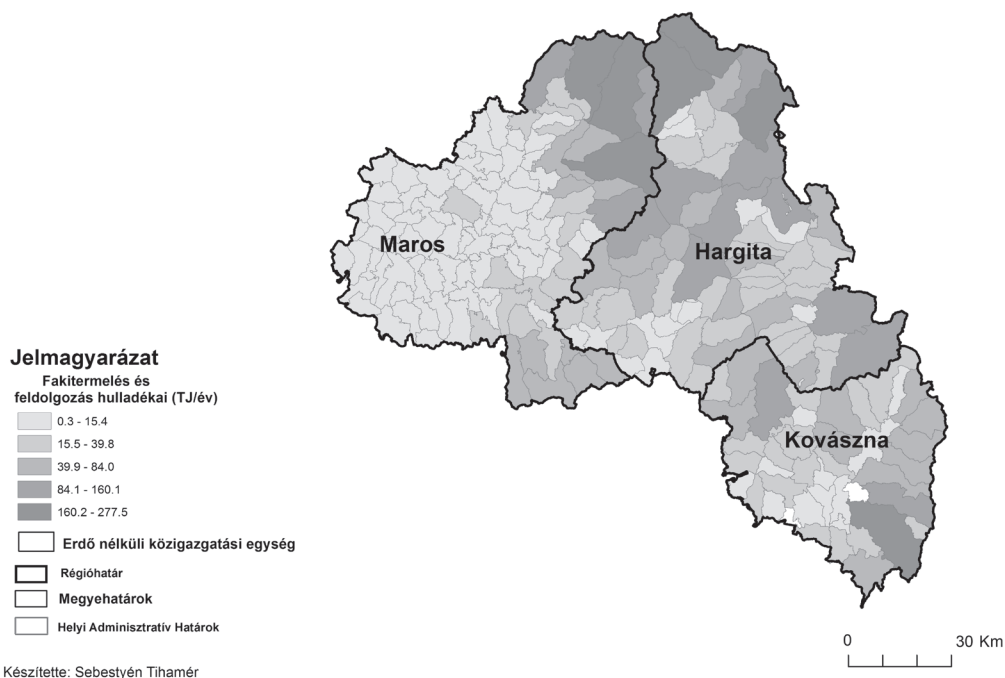 Maros
Hargita
Kovászna
Jelmagyarázat
Fakitermelés és
feldolgozás hulladékai (TJ/év)
0.3 - 15.4
15.5 - 39.8
39.9 - 84.0
84.1 - 160.1
160.2 - 277.5
Erdő nélküli közigazgatási egység
Régióhatár
Megyehatárok
Helyi Adminisztratív Határok
0 30 Km
Készítette: Sebestyén Tihamér